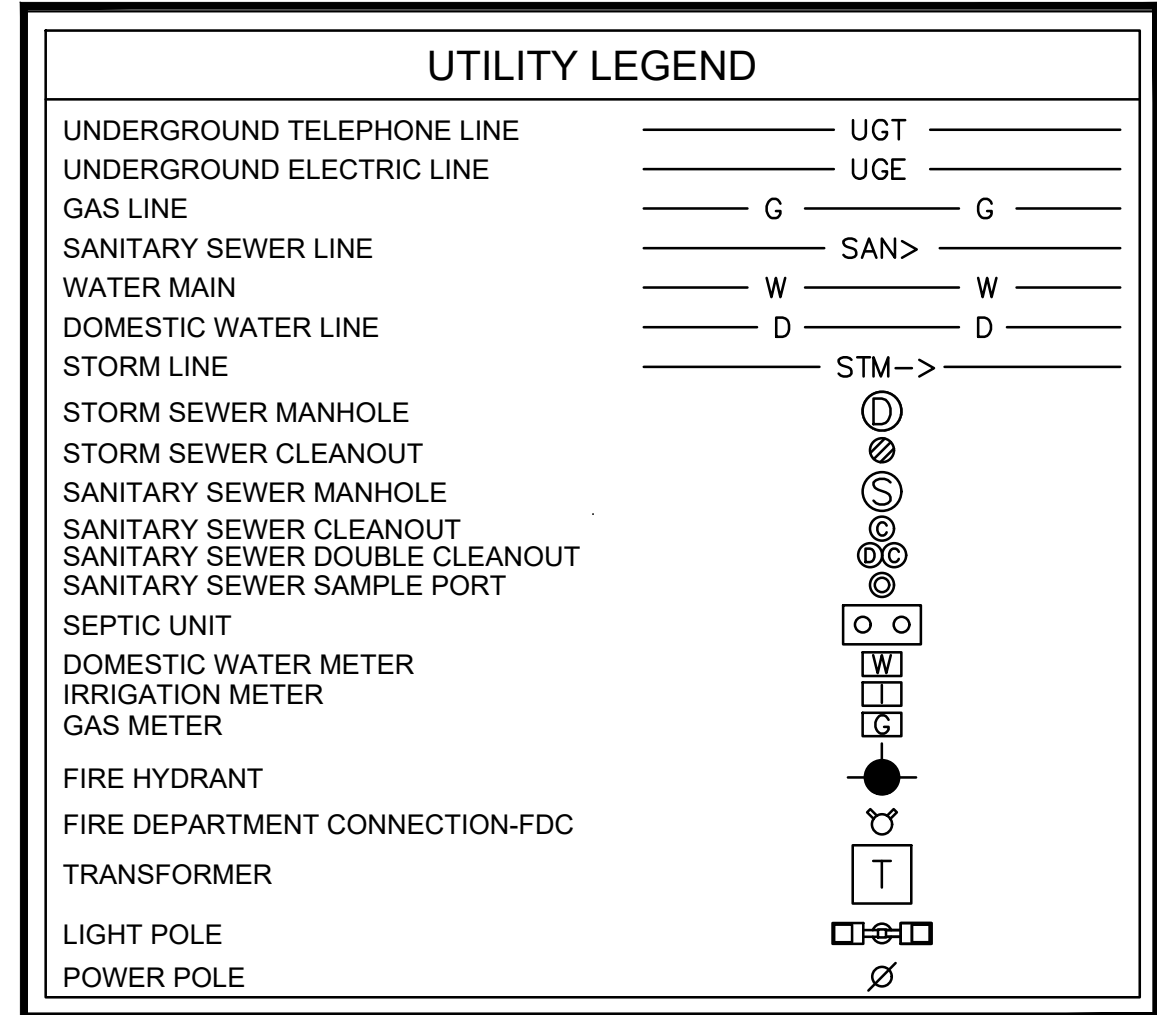 UTILITY LEGEND
UNDERGROUND TELEPHONE LINE UGT
UNDERGROUND ELECTRIC LINE UGE
GAS LINE G G
SANITARY SEWER LINE SAN>
WATER MAIN W W
DOMESTIC WATER LINE D D
STORM LINE STM->
STORM SEWER MANHOLE D
STORM SEWER CLEANOUT
SANITARY SEWER MANHOLE S
SANITARY SEWER CLEANOUT C
SANITARY SEWER DOUBLE CLEANOUT D C
SANITARY SEWER SAMPLE PORT
SEPTIC UNIT
DOMESTIC WATER METER W
IRRIGATION METER I
GAS METER G
FIRE HYDRANT
FIRE DEPARTMENT CONNECTION-FDC
TRANSFORMER T
LIGHT POLE
POWER POLE